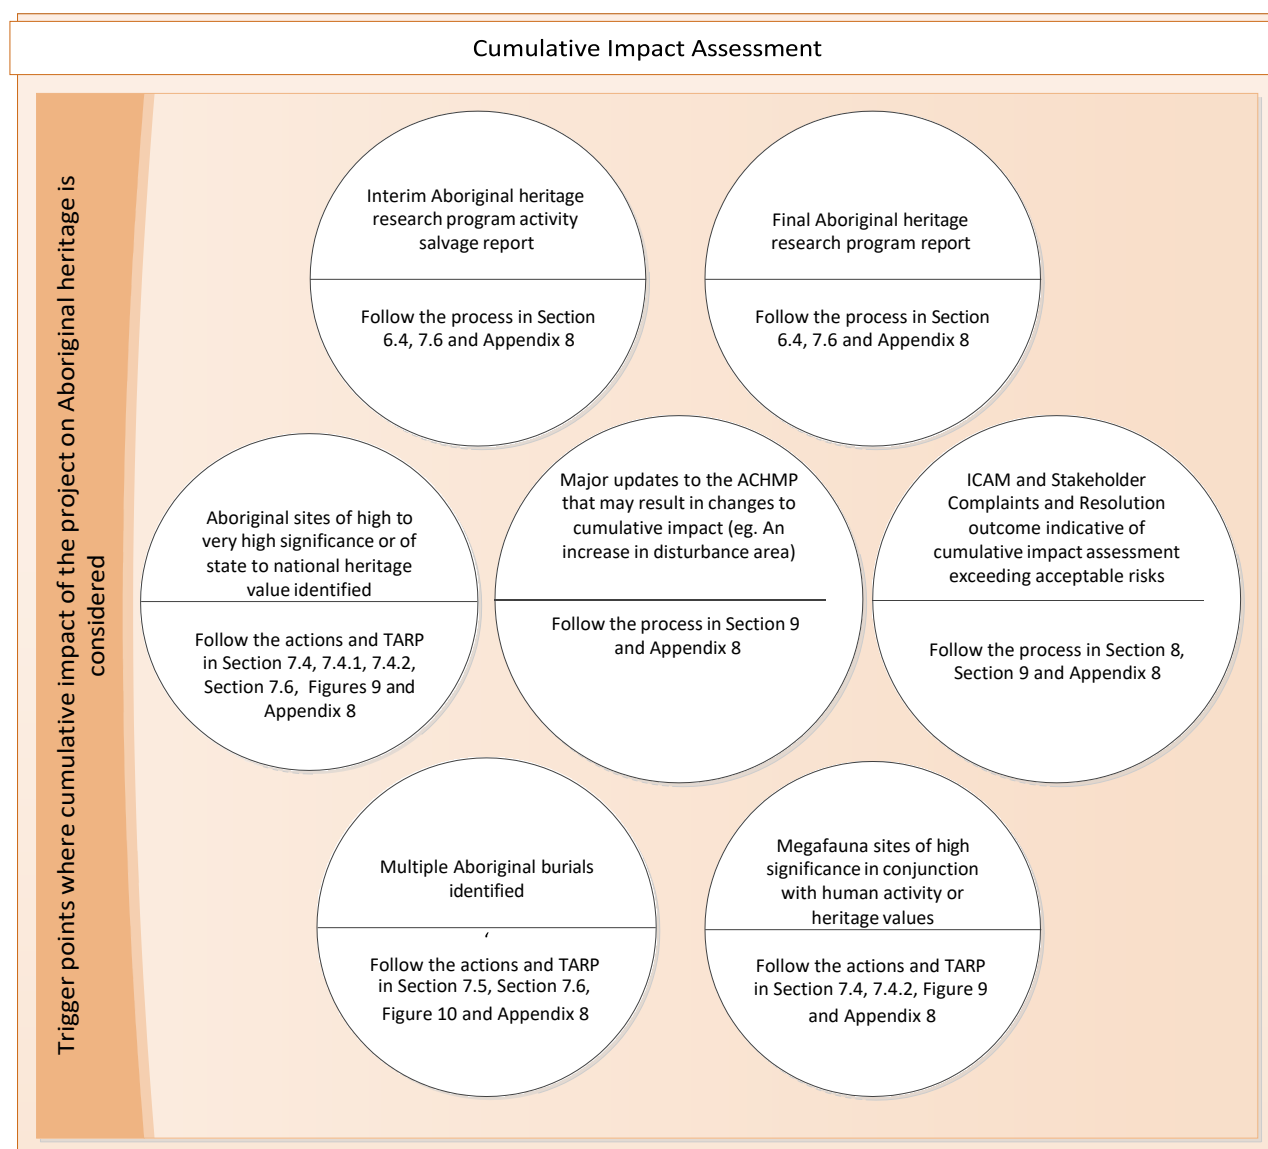 Cumulative Impact Assessment
Trigger points where cumulative impact of the project on Aboriginal heritage is
considered
Interim Aboriginal heritage
research program activity
salvage report
Follow the process in Section
6.4, 7.6 and Appendix 8
Final Aboriginal heritage
research program report
Follow the process in Section
6.4, 7.6 and Appendix 8
Aboriginal sites of high to
very high significance or of
state to national heritage
value identified
Follow the actions and TARP
in Section 7.4, 7.4.1, 7.4.2,
Section 7.6,  Figures 9 and
Appendix 8
Major updates to the ACHMP
that may result in changes to
cumulative impact (eg. An
increase in disturbance area)
Follow the process in Section 9
and Appendix 8
ICAM and Stakeholder
Complaints and Resolution
outcome indicative of
cumulative impact assessment
exceeding acceptable risks
Follow the process in Section 8,
Section 9 and Appendix 8
Multiple Aboriginal burials
identified
‘
Follow the actions and TARP
in Section 7.5, Section 7.6,
Figure 10 and Appendix 8
Megafauna sites of high
significance in conjunction
with human activity or
heritage values
Follow the actions and TARP
in Section 7.4, 7.4.2, Figure 9
and Appendix 8